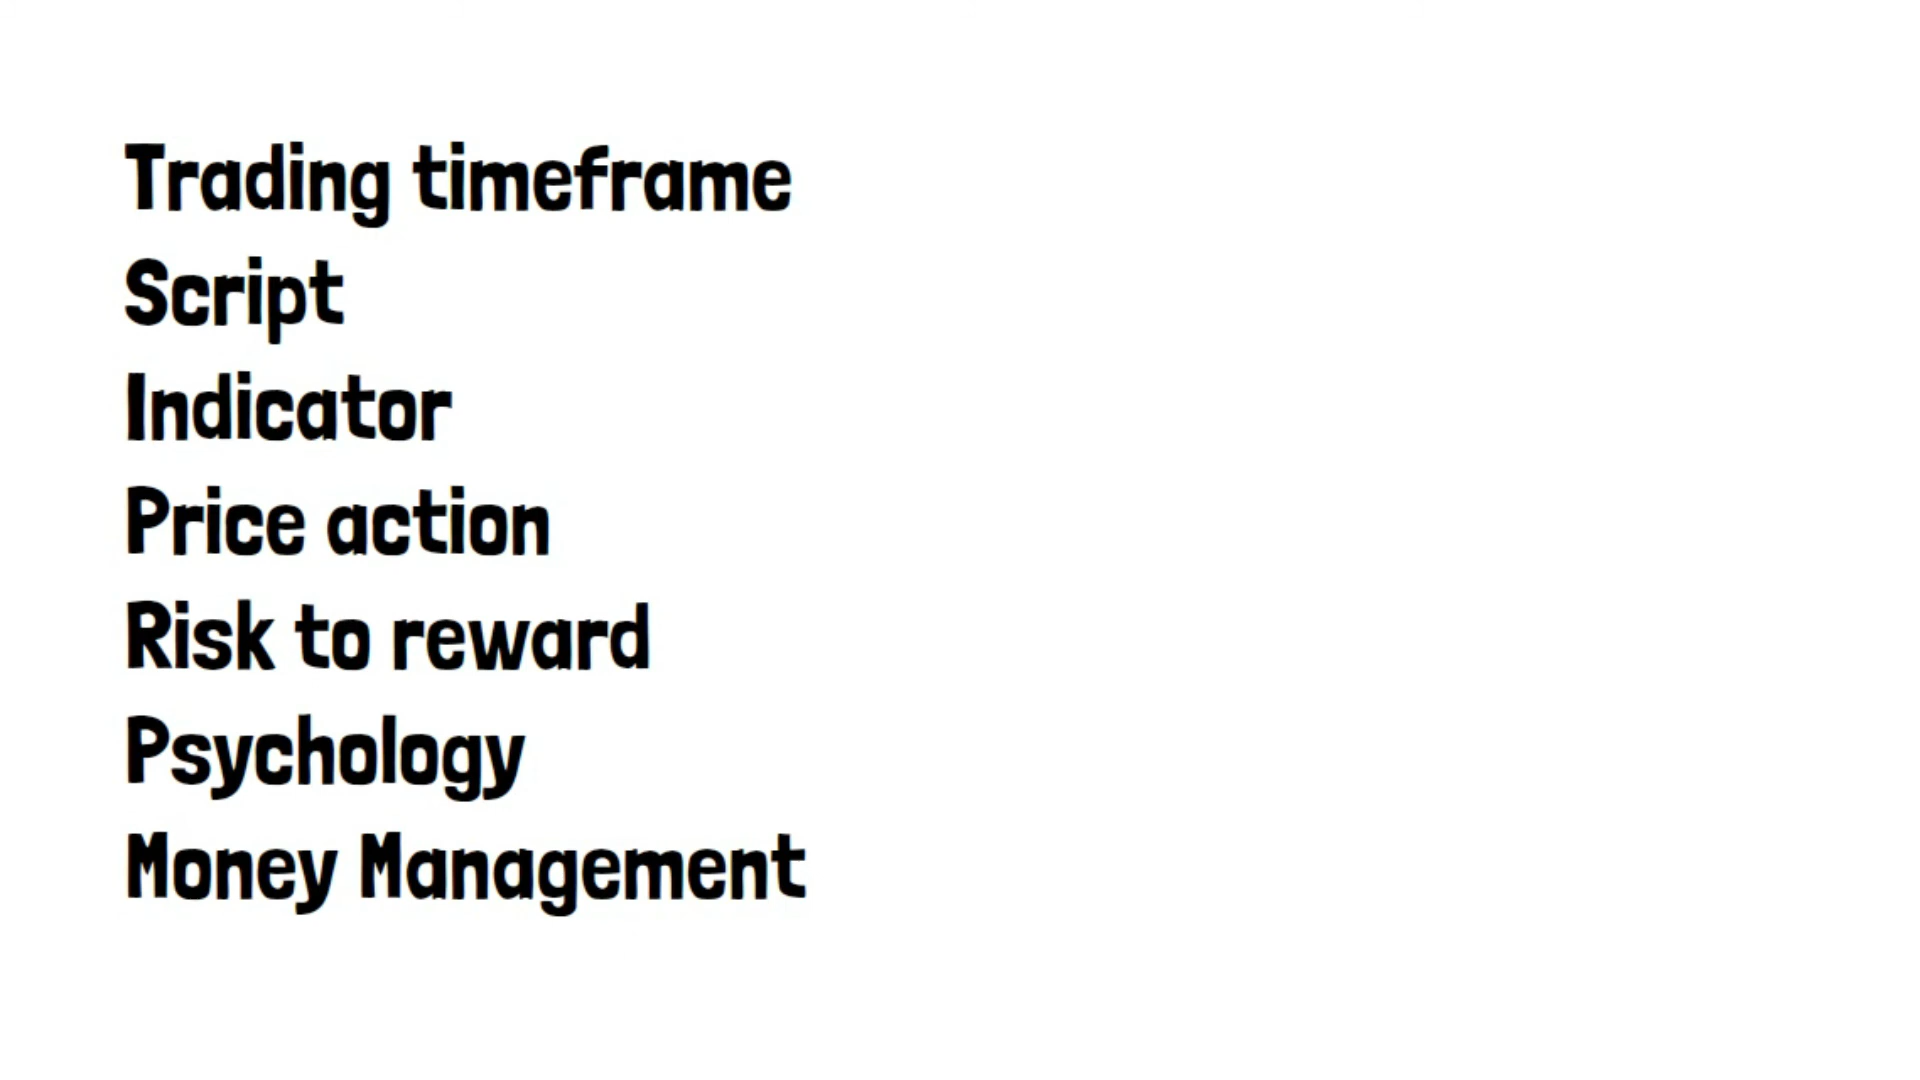 Trading timeframe
Script
Indicator
Price action
Risk to reward
Psychology
Money Management